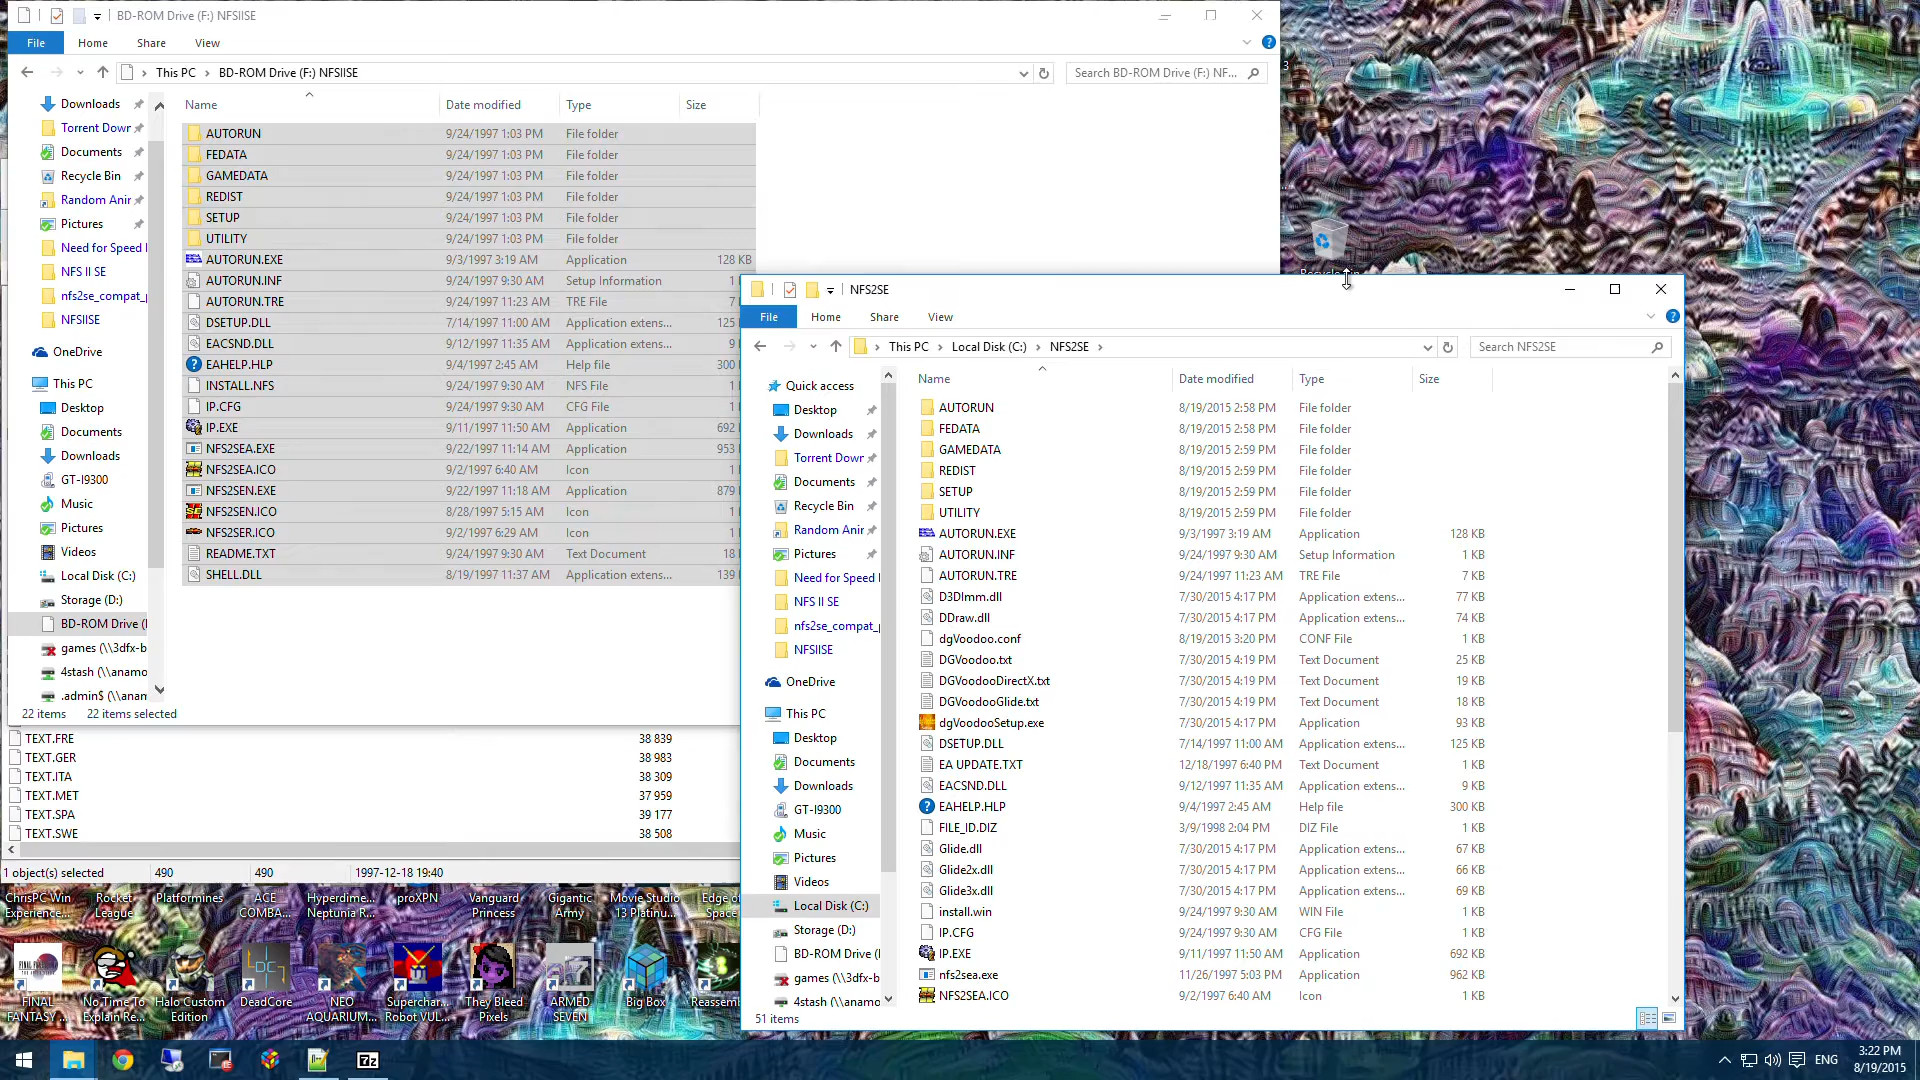 BD-ROM Drive (F:) NFSIISE
File Home Share View
This PC BD-ROM Drive (F:) NFSIISE
Search BD-ROM Drive (F:) NF...
Downloads
Torrent Dowr
Documents
Recycle Bin
Random Anir
Pictures
Need for Speed I
NFS II SE
nfs2se_compat_p
NFSIISE
OneDrive
This PC
Desktop
Documents
Downloads
GT-I9300
Music
Pictures
Videos
Local Disk (C:)
Storage (D:)
BD-ROM Drive (I
games (\\3dfx-b
4stash (\\anamo
.admin$ (\\anam
Name Date modified Type Size
AUTORUN 9/24/1997 1:03 PM File folder
FEDATA 9/24/1997 1:03 PM File folder
GAMEDATA 9/24/1997 1:03 PM File folder
REDIST 9/24/1997 1:03 PM File folder
SETUP 9/24/1997 1:03 PM File folder
UTILITY 9/24/1997 1:03 PM File folder
AUTORUN.EXE 9/3/1997 3:19 AM Application 128 KB
AUTORUN.INF 9/24/1997 9:30 AM Setup Information 1
AUTORUN.TRE 9/24/1997 11:23 AM TRE File 7
DSETUP.DLL 7/14/1997 11:00 AM Application extens... 125
EACSND.DLL 9/12/1997 11:35 AM Application extens... 9
EAHELP.HLP 9/4/1997 2:45 AM Help file 300
INSTALL.NFS 9/24/1997 9:30 AM NFS File 1
IP.CFG 9/24/1997 9:30 AM CFG File 1
IP.EXE 9/11/1997 11:50 AM Application 692
NFS2SEA.EXE 9/22/1997 11:14 AM Application 953
NFS2SEA.ICO 9/2/1997 6:40 AM Icon 1
NFS2SEN.EXE 9/22/1997 11:18 AM Application 879
NFS2SEN.ICO 8/28/1997 5:15 AM Icon 1
NFS2SER.ICO 9/2/1997 6:29 AM Icon 1
README.TXT 9/24/1997 9:30 AM Text Document 18
SHELL.DLL 8/19/1997 11:37 AM Application extens... 139
22 items 22 items selected
TEXT.FRE 38 839
TEXT.GER 38 983
TEXT.ITA 38 309
TEXT.MET 37 959
TEXT.SPA 39 177
TEXT.SWE 38 508
1 object(s) selected 490 490 1997-12-18 19:40
NFS2SE
File Home Share View
This PC Local Disk (C:) NFS2SE
Search NFS2SE
Quick access
Desktop
Downloads
Torrent Dowr
Documents
Recycle Bin
Random Anir
Pictures
Need for Speed I
NFS II SE
nfs2se_compat_p
NFSIISE
OneDrive
This PC
Desktop
Documents
Downloads
GT-I9300
Music
Pictures
Videos
Local Disk (C:)
Storage (D:)
BD-ROM Drive (I
games (\\3dfx-b
4stash (\\anamo
Name Date modified Type Size
AUTORUN 8/19/2015 2:58 PM File folder
FEDATA 8/19/2015 2:58 PM File folder
GAMEDATA 8/19/2015 2:59 PM File folder
REDIST 8/19/2015 2:59 PM File folder
SETUP 8/19/2015 2:59 PM File folder
UTILITY 8/19/2015 2:59 PM File folder
AUTORUN.EXE 9/3/1997 3:19 AM Application 128 KB
AUTORUN.INF 9/24/1997 9:30 AM Setup Information 1 KB
AUTORUN.TRE 9/24/1997 11:23 AM TRE File 7 KB
D3DImm.dll 7/30/2015 4:17 PM Application extens... 77 KB
DDraw.dll 7/30/2015 4:17 PM Application extens... 74 KB
dgVoodoo.conf 8/19/2015 3:20 PM CONF File 1 KB
DGVoodoo.txt 7/30/2015 4:19 PM Text Document 25 KB
DGVoodooDirectX.txt 7/30/2015 4:19 PM Text Document 19 KB
DGVoodooGlide.txt 7/30/2015 4:19 PM Text Document 18 KB
dgVoodooSetup.exe 7/30/2015 4:17 PM Application 93 KB
DSETUP.DLL 7/14/1997 11:00 AM Application extens... 125 KB
EA UPDATE.TXT 12/18/1997 6:40 PM Text Document 1 KB
EACSND.DLL 9/12/1997 11:35 AM Application extens... 9 KB
EAHELP.HLP 9/4/1997 2:45 AM Help file 300 KB
FILE_ID.DIZ 3/9/1998 2:04 PM DIZ File 1 KB
Glide.dll 7/30/2015 4:17 PM Application extens... 67 KB
Glide2x.dll 7/30/2015 4:17 PM Application extens... 66 KB
Glide3x.dll 7/30/2015 4:17 PM Application extens... 69 KB
install.win 9/24/1997 9:30 AM WIN File 1 KB
IP.CFG 9/24/1997 9:30 AM CFG File 1 KB
IP.EXE 9/11/1997 11:50 AM Application 692 KB
nfs2sea.exe 11/26/1997 5:03 PM Application 962 KB
NFS2SEA.ICO 9/2/1997 6:40 AM Icon 1 KB
51 items
ChrisPC Win Experience...
Rocket League
Platformines
ACE COMBA...
Hyperdime... Neptunia R...
proXPN
Vanguard Princess
Gigantic Army
Movie Studio 13 Platinu...
Edge of Space
FINAL FANTASY ...
No Time To Explain Re...
Halo Custom Edition
DeadCore
NEO AQUARIUM...
Superchar... Robot VUL...
They Bleed Pixels
ARMED SEVEN
Big Box
Reassem
ENG
3:22 PM
8/19/2015